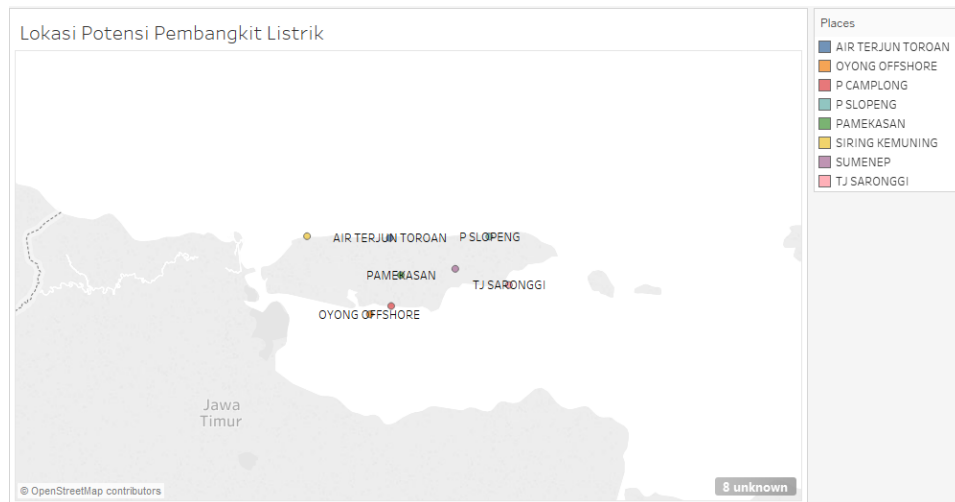 Lokasi Potensi Pembangkit Listrik
Places
AIR TERJUN TOROAN
OYONG OFFSHORE
P CAMPLONG
P SLOPENG
PAMEKASAN
SIRING KEMUNING
SUMENEP
TJ SARONGGI
AIR TERJUN TOROAN
P SLOPENG
PAMEKASAN
TJ SARONGGI
OYONG OFFSHORE
Jawa
Timur
© OpenStreetMap contributors
8 unknown